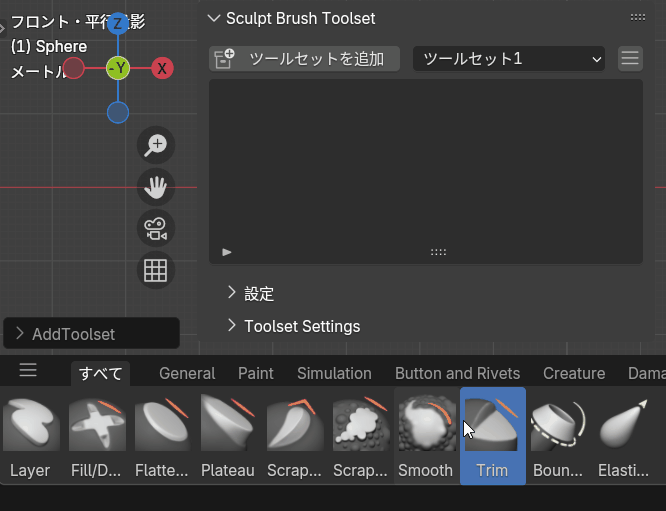 フロント・平行投影
(1) Sphere
メートル
Z
-Y
X
Sculpt Brush Toolset
ツールセットを追加
ツールセット1
設定
Toolset Settings
AddToolset
すべて
General
Paint
Simulation
Button and Rivets
Creature
Dama
Layer
Fill/D...
Flatte...
Plateau
Scrap...
Scrap...
Smooth
Trim
Boun...
Elasti...